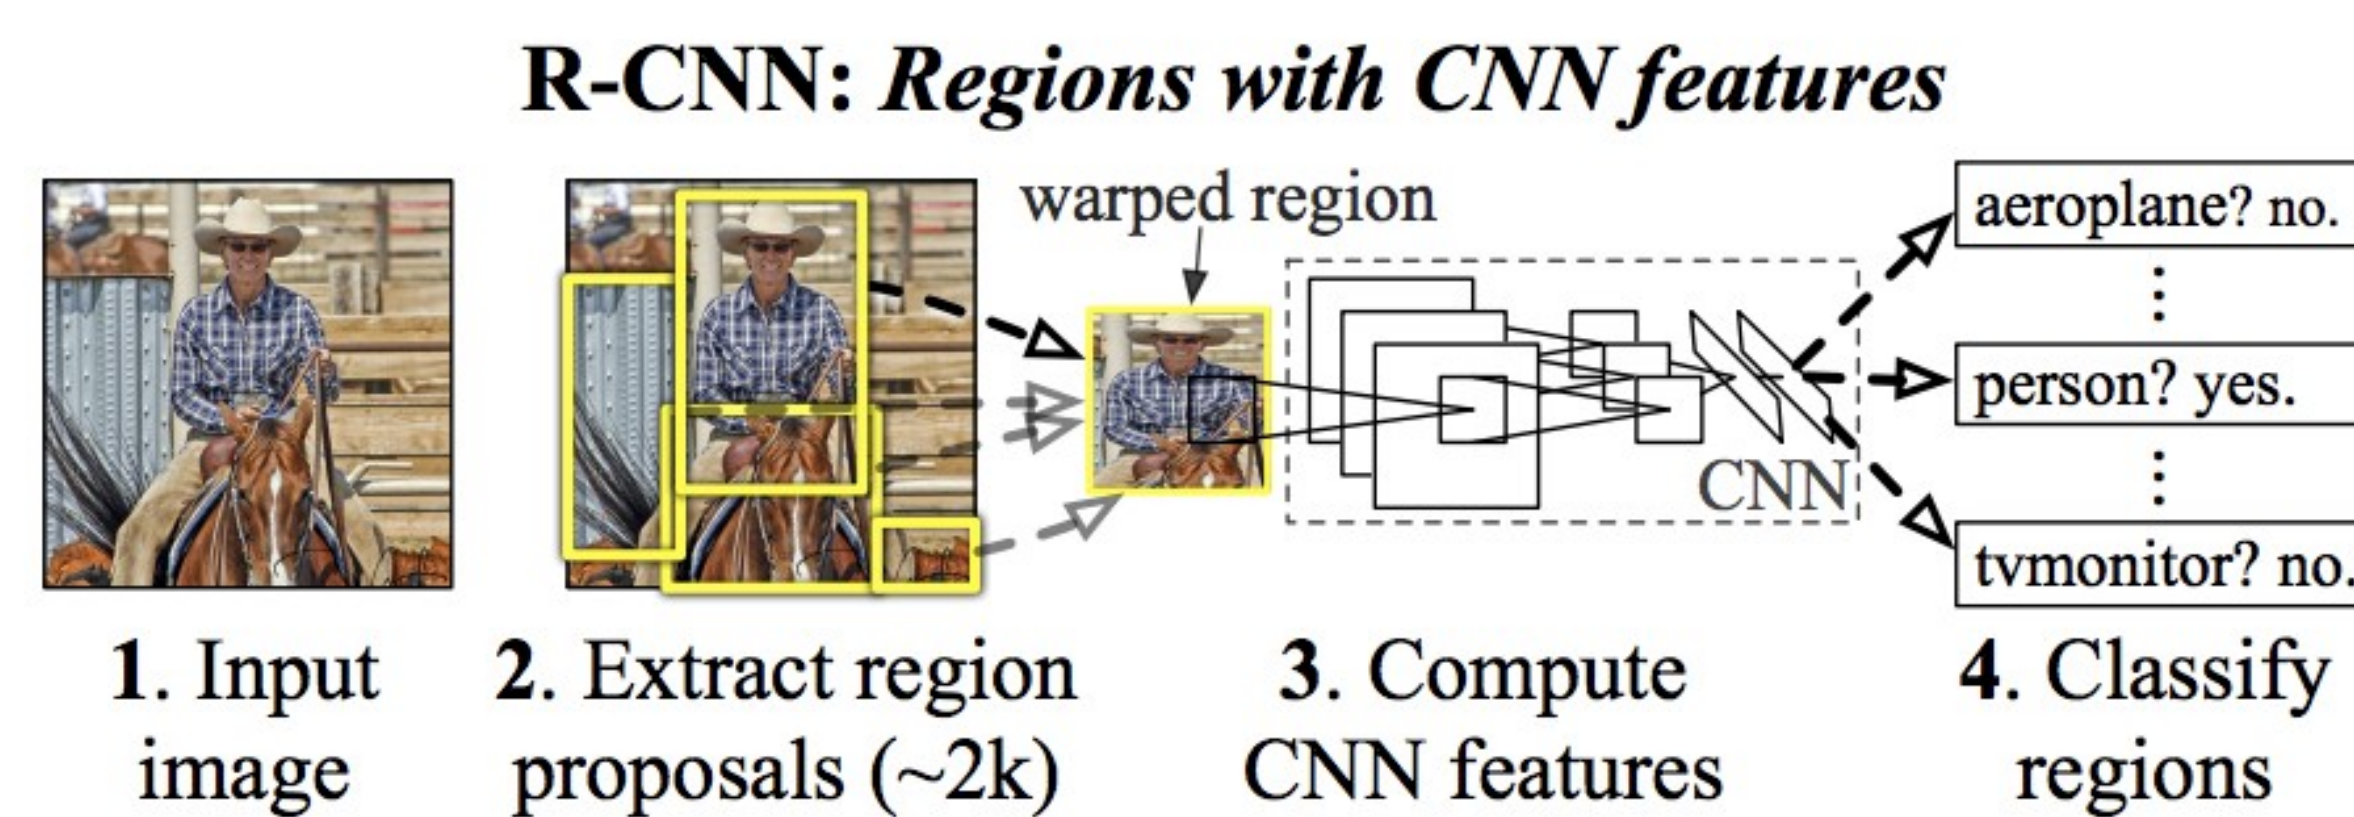 R-CNN: Regions with CNN features
warped region
aeroplane? no.
person? yes.
tvmonitor? no.
CNN
1. Input
image
2. Extract region
proposals (~2k)
3. Compute
CNN features
4. Classify
regions